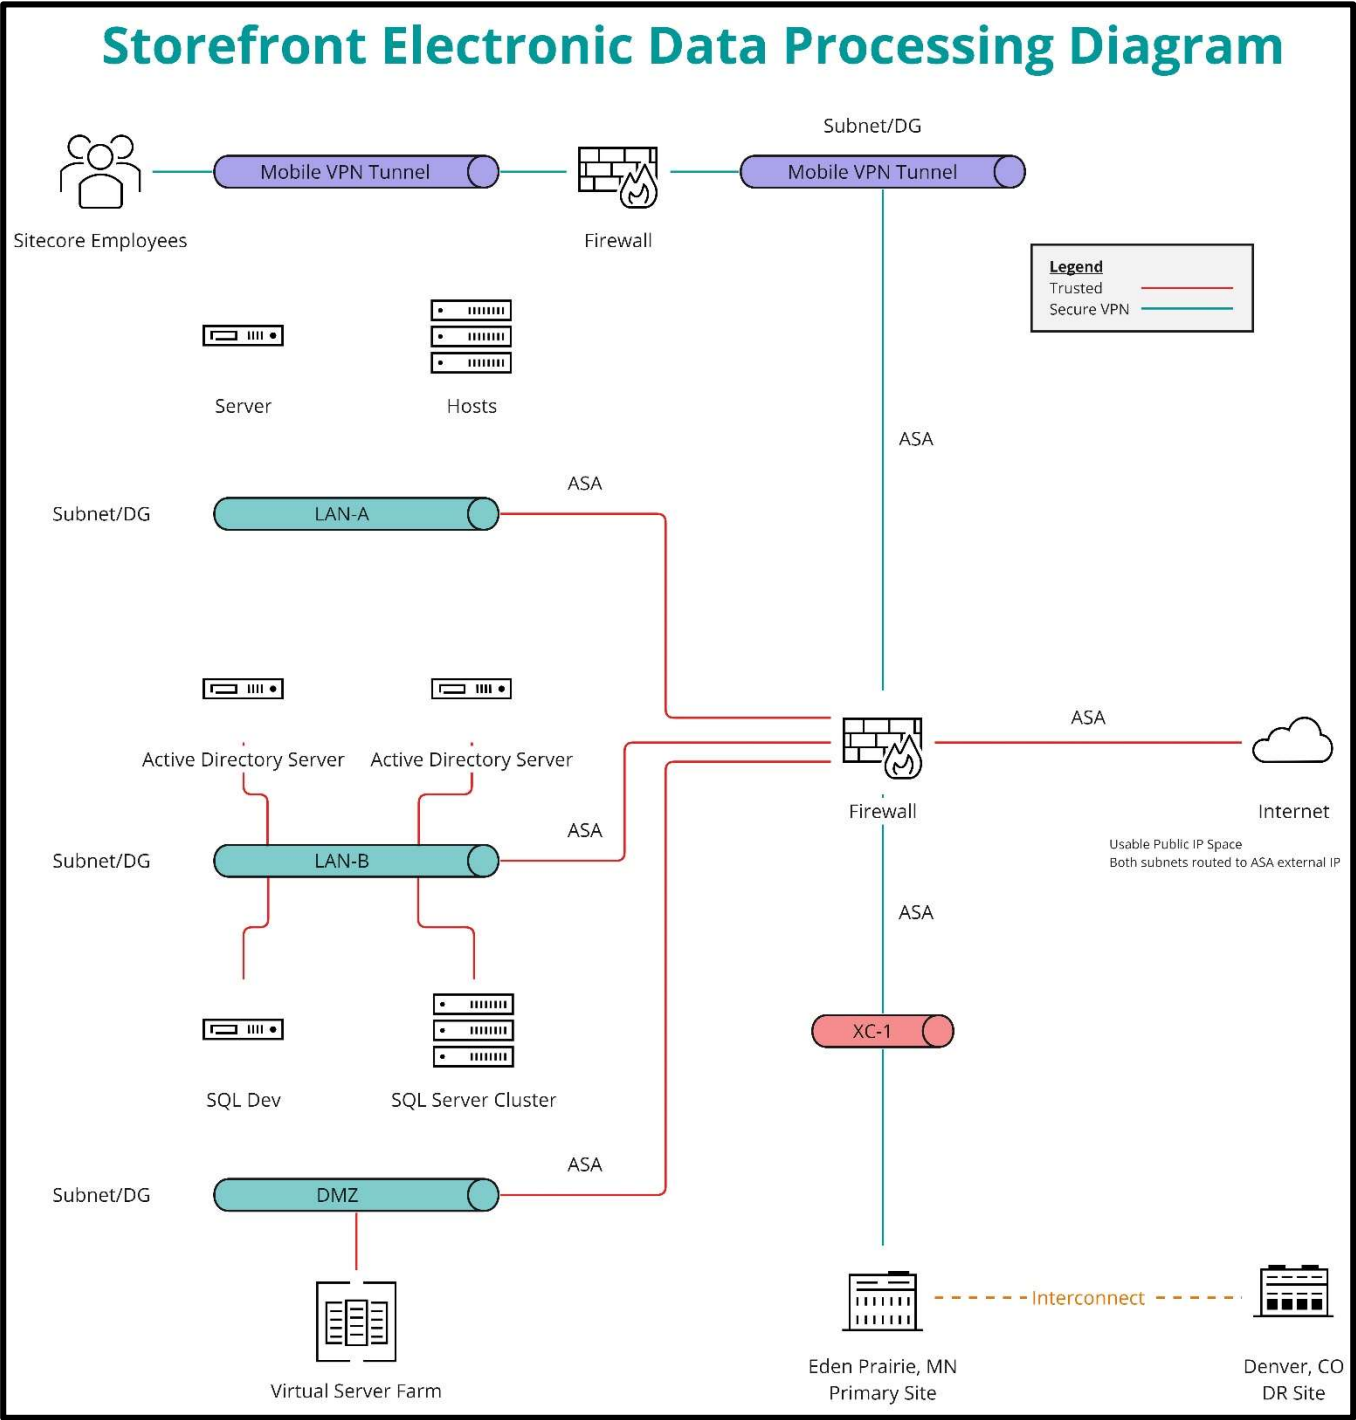 Storefront Electronic Data Processing Diagram
Subnet/DG
Mobile VPN Tunnel
Mobile VPN Tunnel
Sitecore Employees
Firewall
Legend
Trusted
Secure VPN
Server
Hosts
ASA
ASA
Subnet/DG
LAN-A
ASA
Active Directory Server
Active Directory Server
Firewall
Internet
ASA
Usable Public IP Space
Both subnets routed to ASA external IP
Subnet/DG
LAN-B
ASA
XC-1
SQL Dev
SQL Server Cluster
ASA
Subnet/DG
DMZ
Interconnect
Eden Prairie, MN
Primary Site
Denver, CO
DR Site
Virtual Server Farm